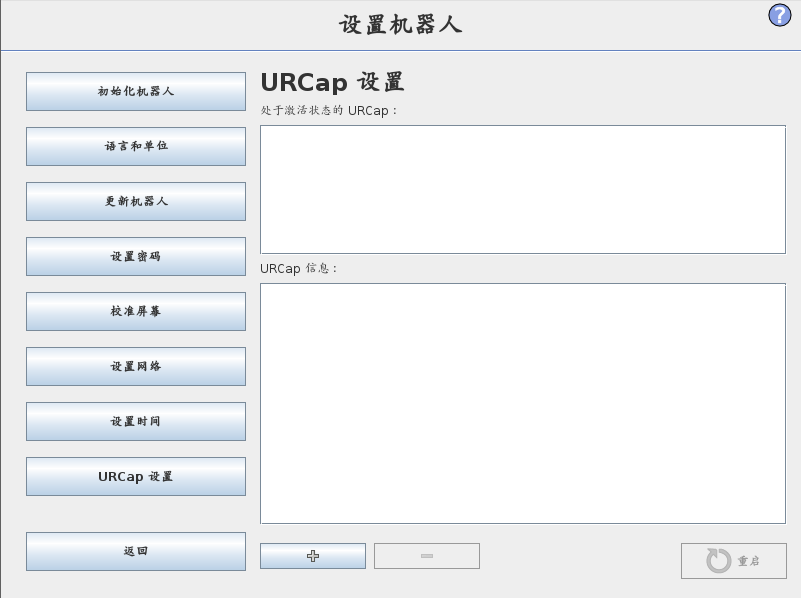 设置机器人
?
初始化机器人
语言和单位
更新机器人
设置密码
校准屏幕
设置网络
设置时间
URCap 设置
返回
URCap 设置
处于激活状态的 URCap：
URCap 信息：
重启